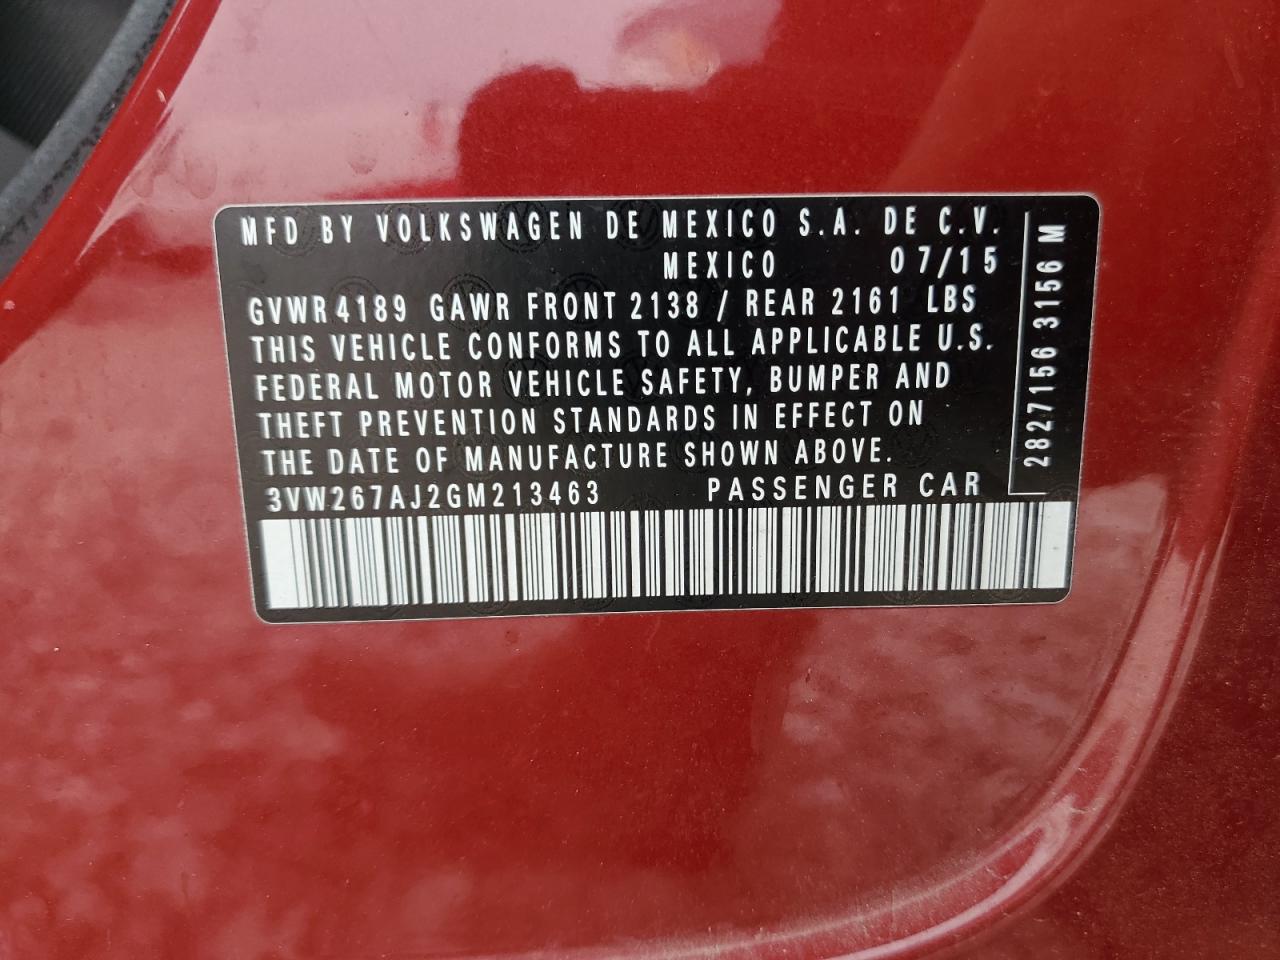 MFD BY VOLKSWAGEN DE MEXICO S.A. DE C.V.
MEXICO 07/15
GVWR4189 GAWR FRONT 2138 / REAR 2161 LBS
THIS VEHICLE CONFORMS TO ALL APPLICABLE U.S.
FEDERAL MOTOR VEHICLE SAFETY, BUMPER AND
THEFT PREVENTION STANDARDS IN EFFECT ON
THE DATE OF MANUFACTURE SHOWN ABOVE.
3VW267AJ2GM213463 PASSENGER CAR
2827156 3156 M